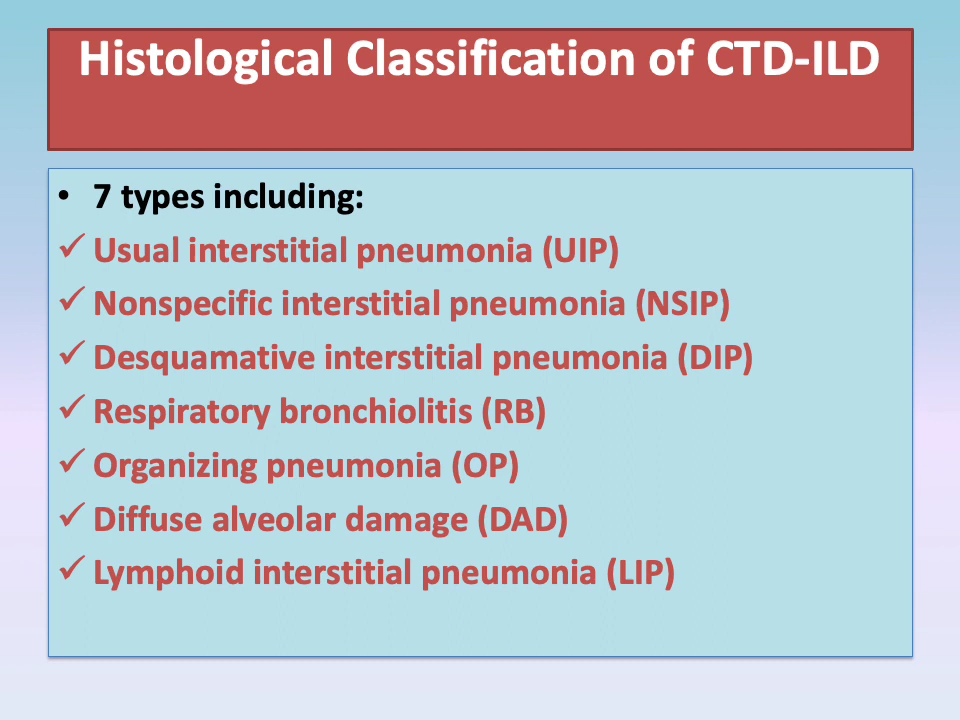 Histological Classification of CTD-ILD
• 7 types including:
✓ Usual interstitial pneumonia (UIP)
✓ Nonspecific interstitial pneumonia (NSIP)
✓ Desquamative interstitial pneumonia (DIP)
✓ Respiratory bronchiolitis (RB)
✓ Organizing pneumonia (OP)
✓ Diffuse alveolar damage (DAD)
✓ Lymphoid interstitial pneumonia (LIP)